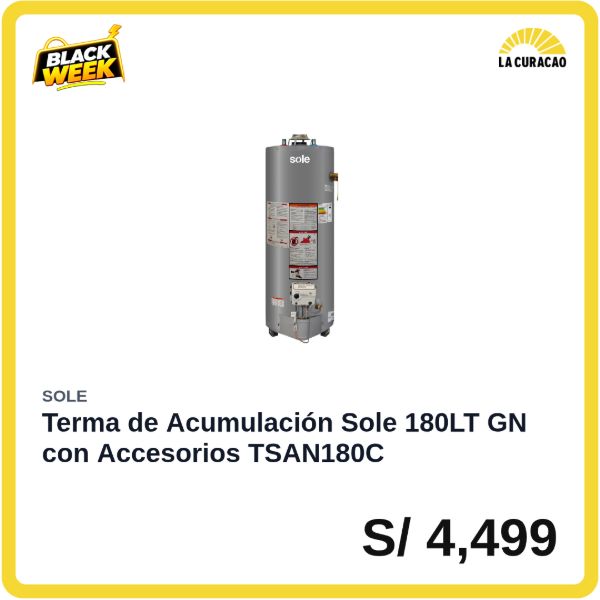 BLACK
WEEK
LA CURACAO
sole
SOLE
Terma de Acumulación Sole 180LT GN
con Accesorios TSAN180C
S/ 4,499